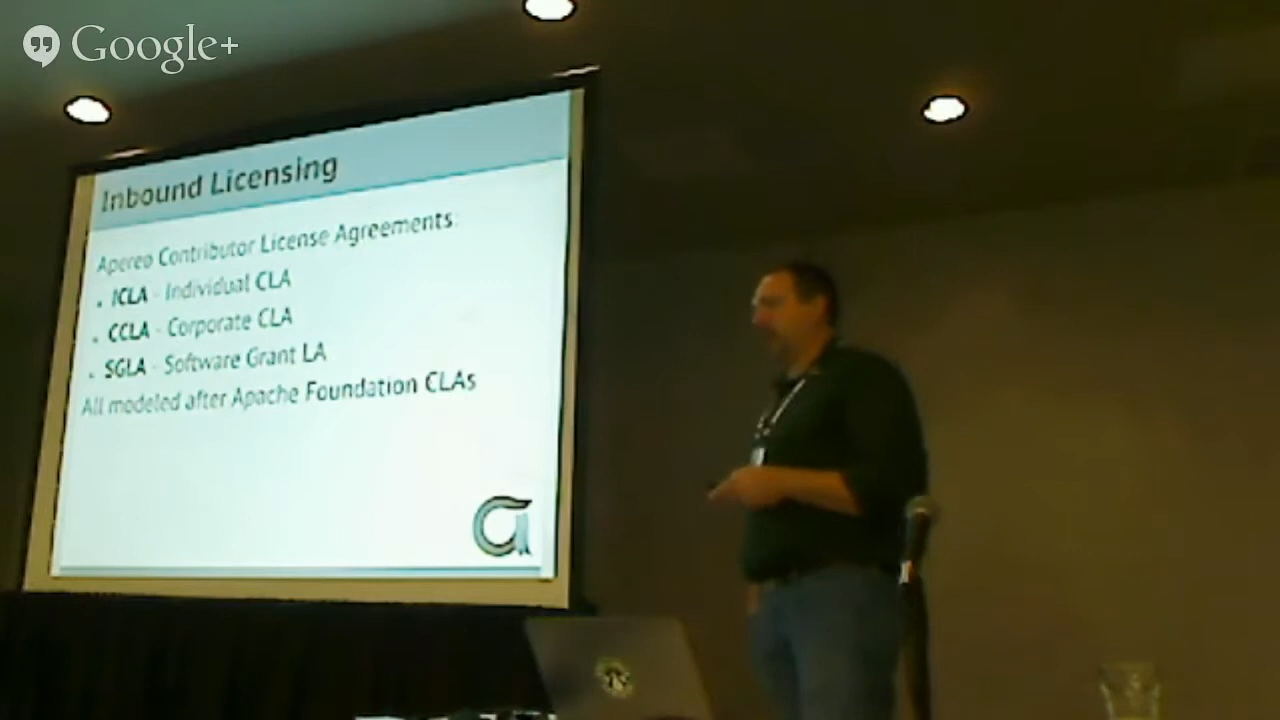 Google+
Inbound Licensing
Apereo Contributor License Agreements:
• ICLA - Individual CLA
• CCLA - Corporate CLA
• SGLA - Software Grant LA
All modeled after Apache Foundation CLAs